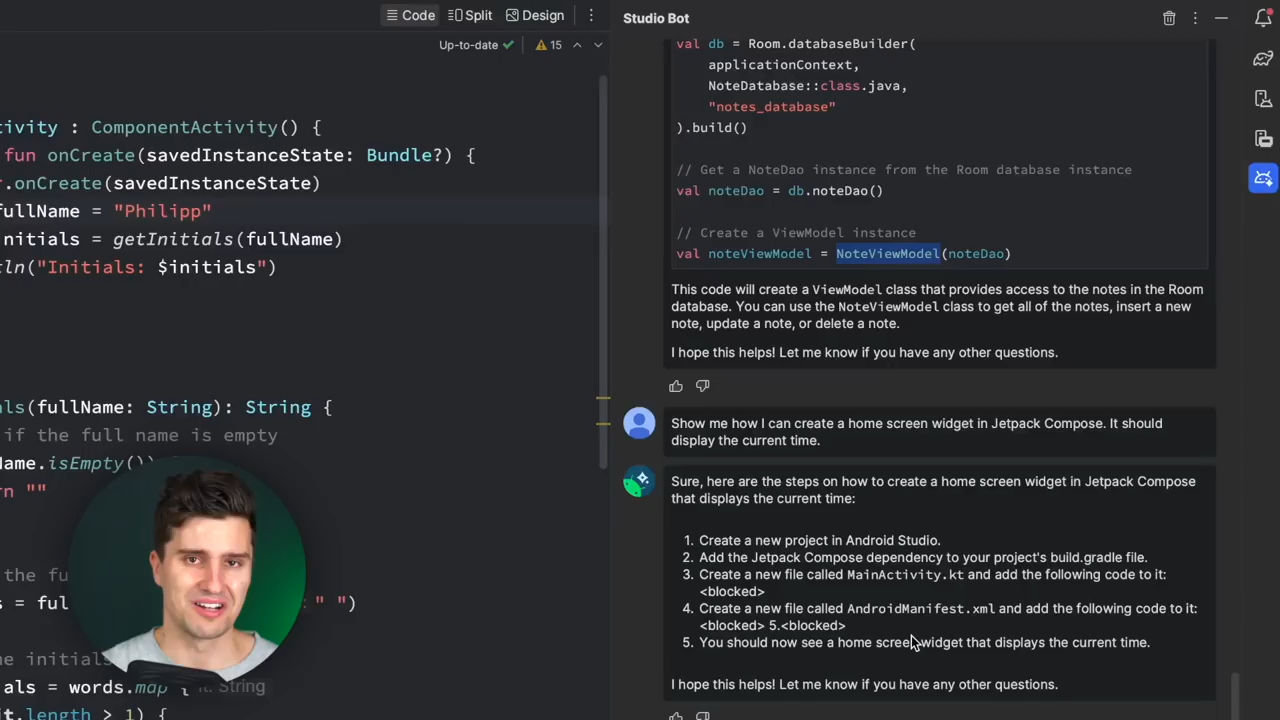 Code
Split
Design
Up-to-date
15
tivity : ComponentActivity() {
fun onCreate(savedInstanceState: Bundle?) {
r.onCreate(savedInstanceState)
fullName = "Philipp"
nitials = getInitials(fullName)
ln("Initials: $initials")
ls(fullName: String): String {
if the full name is empty
Name.isEmpty())
rn ""
the fu
s = ful
" ")
he initials
als = words.map { it: String
it.length > 1) {
Studio Bot
val db = Room.databaseBuilder(
applicationContext,
NoteDatabase::class.java,
"notes_database"
).build()
// Get a NoteDao instance from the Room database instance
val noteDao = db.noteDao()
// Create a ViewModel instance
val noteViewModel = NoteViewModel(noteDao)
This code will create a ViewModel class that provides access to the notes in the Room
database. You can use the NoteViewModel class to get all of the notes, insert a new
note, update a note, or delete a note.
I hope this helps! Let me know if you have any other questions.
Show me how I can create a home screen widget in Jetpack Compose. It should
display the current time.
Sure, here are the steps on how to create a home screen widget in Jetpack Compose
that displays the current time:
1. Create a new project in Android Studio.
2. Add the Jetpack Compose dependency to your project's build.gradle file.
3. Create a new file called MainActivity.kt and add the following code to it:
<blocked>
4. Create a new file called AndroidManifest.xml and add the following code to it:
<blocked> 5.<blocked>
5. You should now see a home screen widget that displays the current time.
I hope this helps! Let me know if you have any other questions.